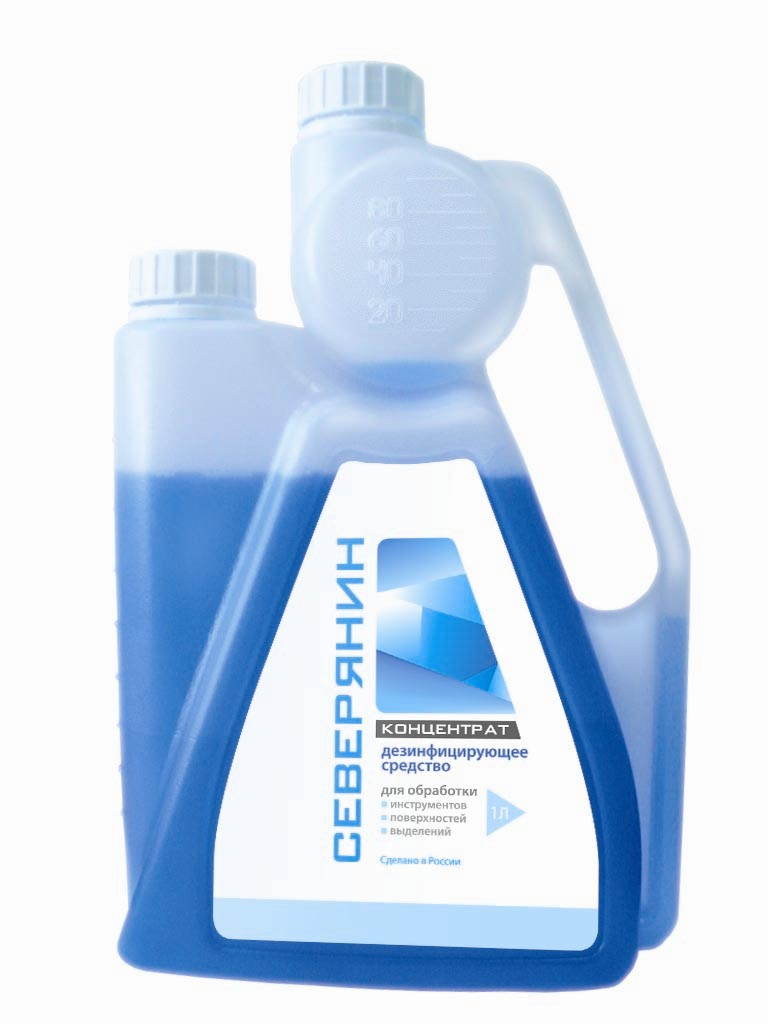 80
60
40
20
СЕВЕРЯНИН
КОНЦЕНТРАТ
дезинфицирующее
средство
для обработки
инструментов
поверхностей
выделений
1Л
Сделано в России